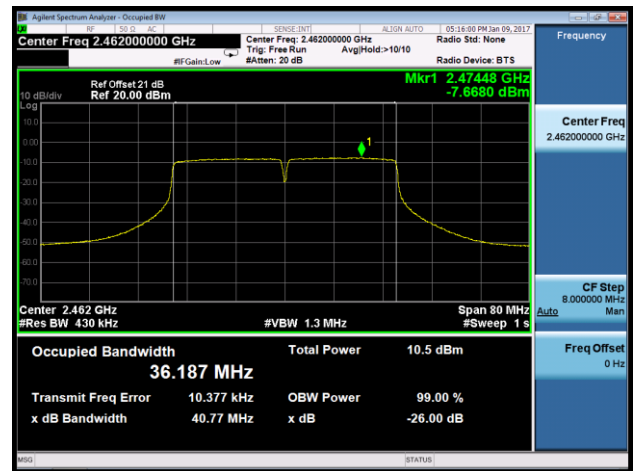 Agilent Spectrum Analyzer - Occupied BW
RF 50 Ω AC SENSE:INT ALIGN AUTO 05:16:00 PM Jan 09, 2017
Center Freq 2.462000000 GHz Center Freq: 2.462000000 GHz Radio Std: None Frequency
Trig: Free Run Avg|Hold:>10/10
#IFGain:Low #Atten: 20 dB Radio Device: BTS
Ref Offset 21 dB Mkr1 2.47448 GHz
10 dB/div Ref 20.00 dBm -7.6680 dBm
Log
10.0
0.00
-10.0
-20.0
-30.0
-40.0
-50.0
-60.0
-70.0
1
Center Freq
2.462000000 GHz
Center 2.462 GHz Span 80 MHz
#Res BW 430 kHz #VBW 1.3 MHz #Sweep 1 s
CF Step
8.000000 MHz
Auto Man
Occupied Bandwidth Total Power 10.5 dBm
36.187 MHz
Freq Offset
0 Hz
Transmit Freq Error 10.377 kHz OBW Power 99.00 %
x dB Bandwidth 40.77 MHz x dB -26.00 dB
MSG STATUS